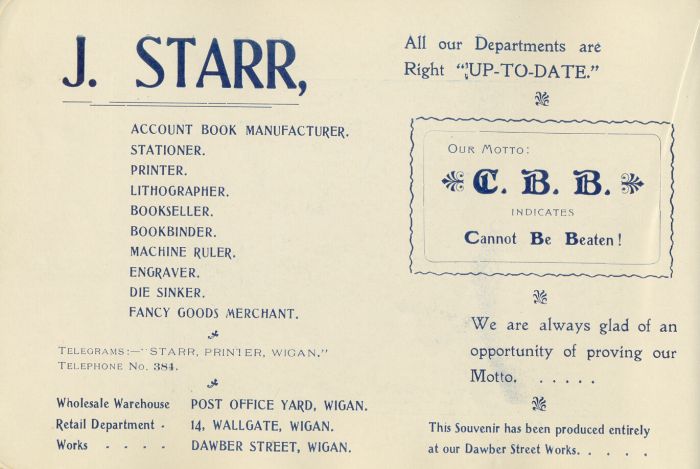 J. STARR,
ACCOUNT BOOK MANUFACTURER.
STATIONER.
PRINTER.
LITHOGRAPHER.
BOOKSELLER.
BOOKBINDER.
MACHINE RULER.
ENGRAVER.
DIE SINKER.
FANCY GOODS MERCHANT.
TELEGRAMS:—"STARR, PRINTER, WIGAN."
TELEPHONE NO. 384.
Wholesale Warehouse POST OFFICE YARD, WIGAN.
Retail Department - 14, WALLGATE, WIGAN.
Works - - - - DAWBER STREET, WIGAN.
All our Departments are
Right "UP-TO-DATE."
OUR MOTTO:
C. B. B.
INDICATES
Cannot Be Beaten!
We are always glad of an
opportunity of proving our
Motto. . . . . .
This Souvenir has been produced entirely
at our Dawber Street Works. . . . .